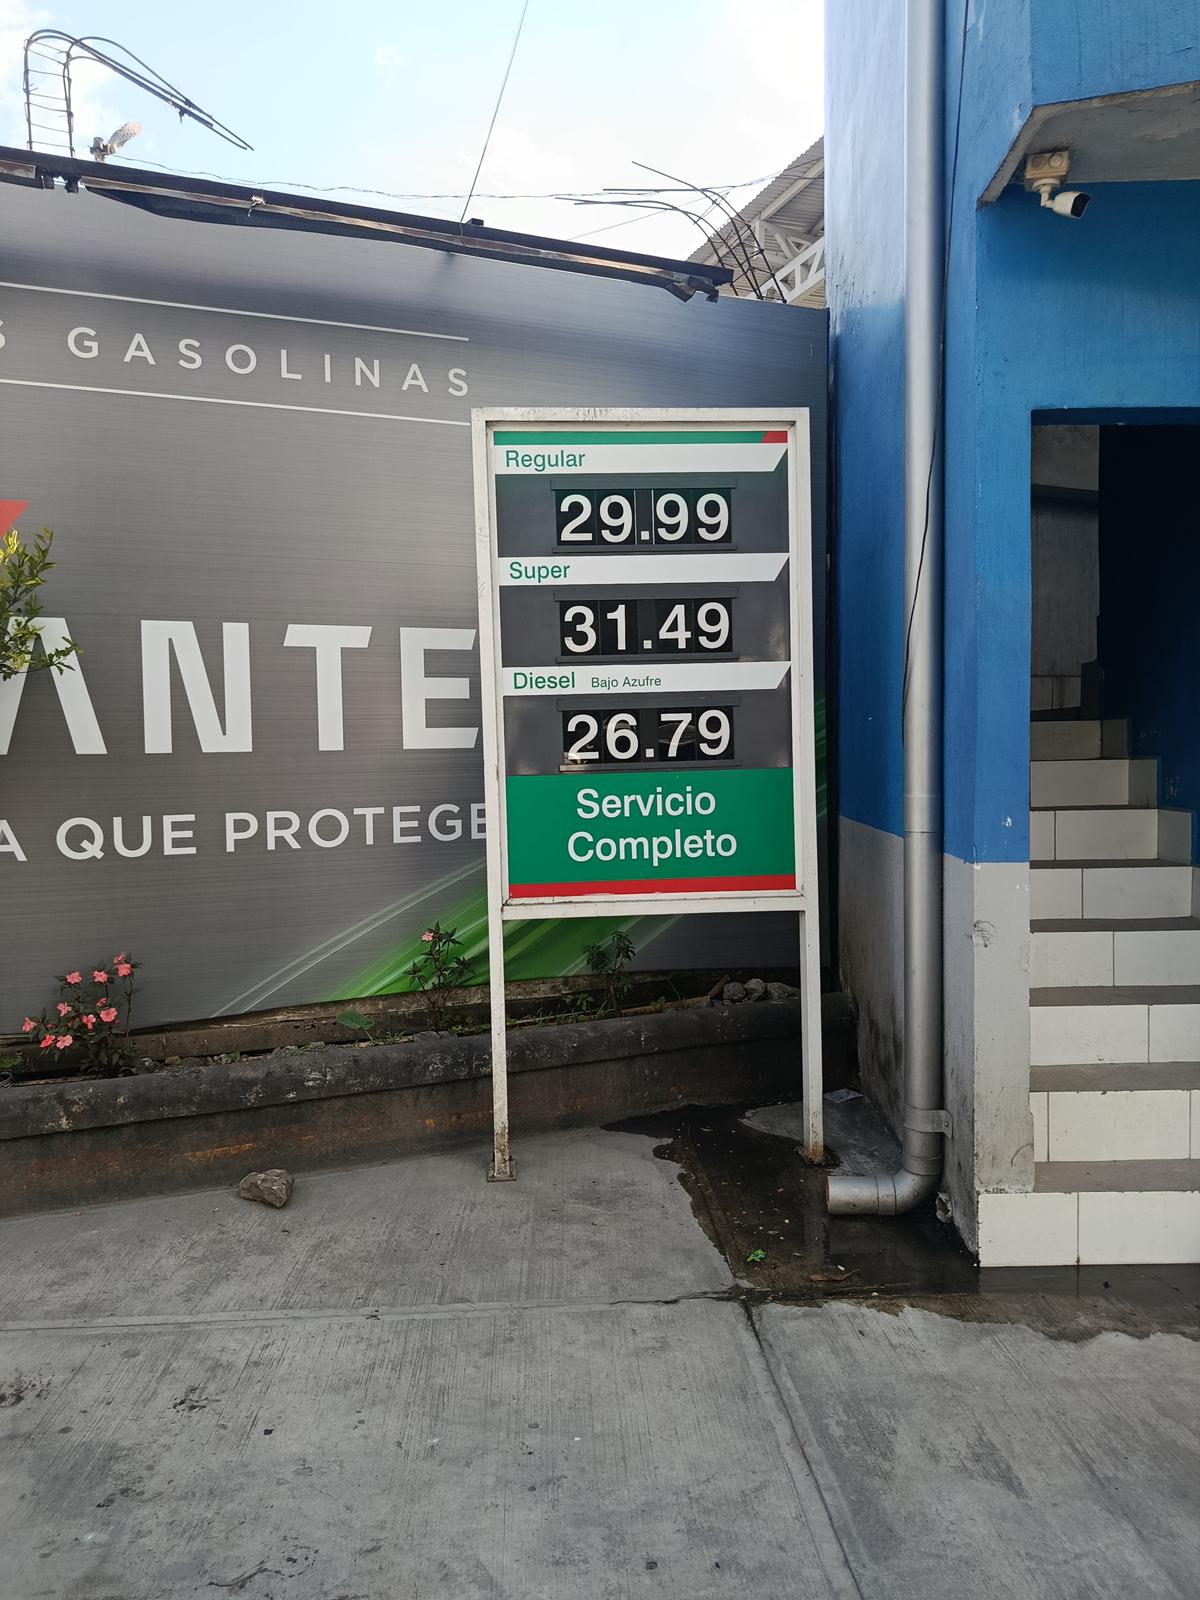 S GASOLINAS
ANTE
A QUE PROTEGE
Regular
29.99
Super
31.49
Diesel Bajo Azufre
26.79
Servicio
Completo